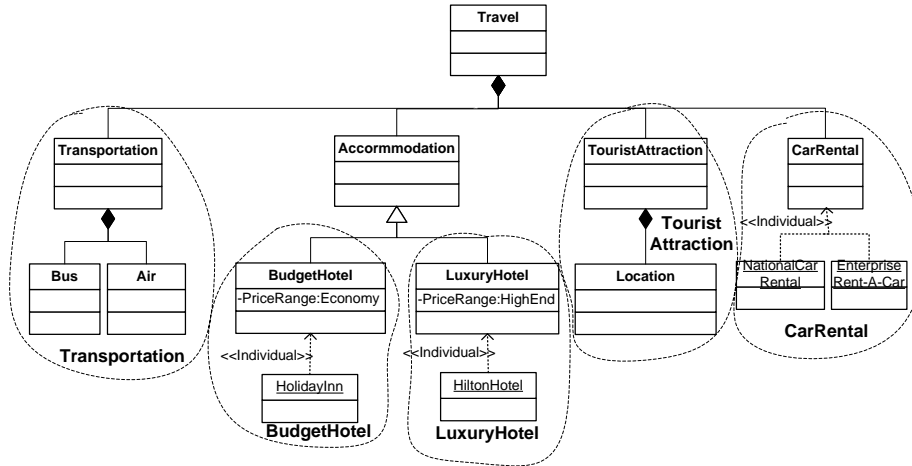 Travel
Transportation
Accormmodation
TouristAttraction
CarRental
<<Individual>>
Tourist
Attraction
Bus
Air
BudgetHotel
-PriceRange:Economy
LuxuryHotel
-PriceRange:HighEnd
Location
NationalCar
Rental
Enterprise
Rent-A-Car
Transportation
<<Individual>>
<<Individual>>
CarRental
HolidayInn
HiltonHotel
BudgetHotel
LuxuryHotel